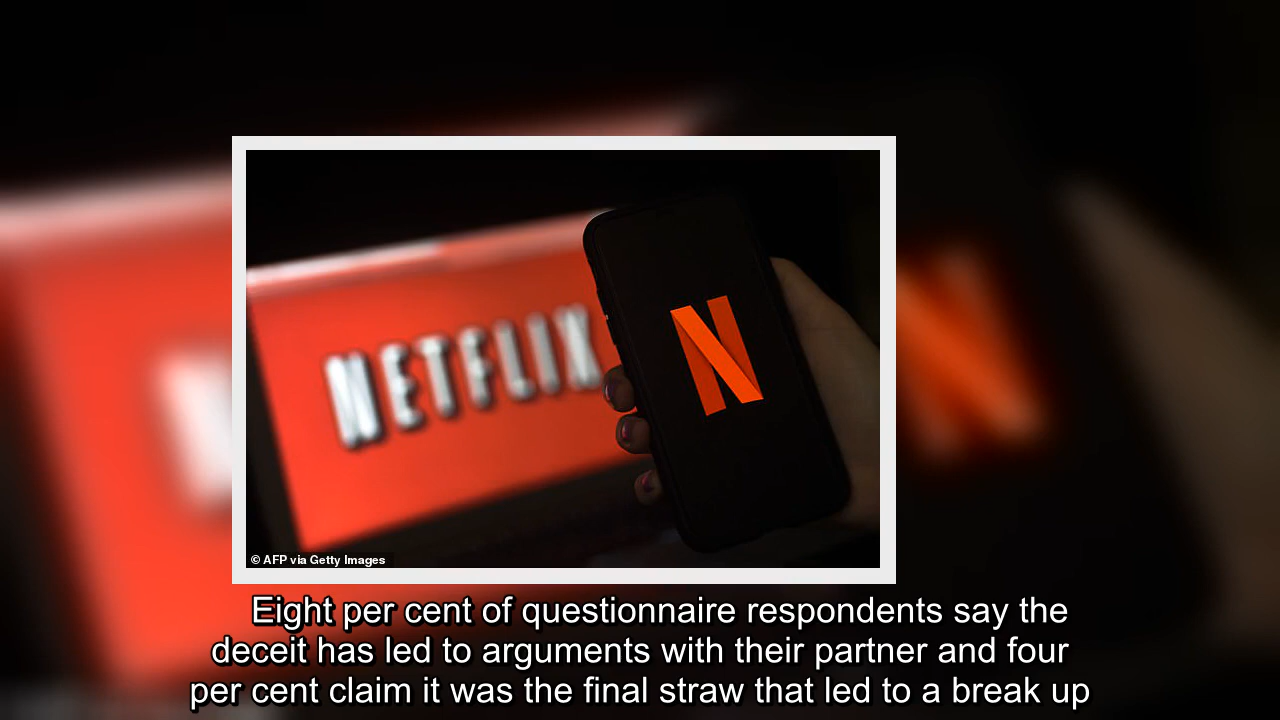 NETFLIX
N
© AFP via Getty Images
Eight per cent of questionnaire respondents say the
deceit has led to arguments with their partner and four
per cent claim it was the final straw that led to a break up